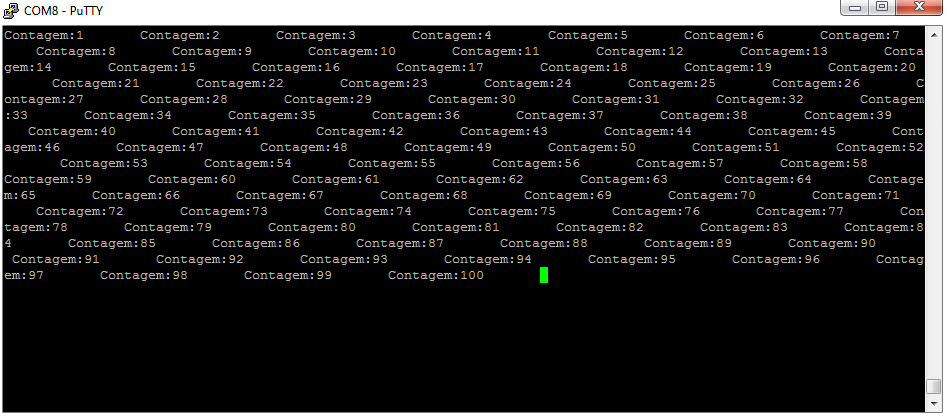 COM8 - PuTTY
Contagem:1       Contagem:2       Contagem:3       Contagem:4       Contagem:5       Contagem:6       Contagem:7
    Contagem:8       Contagem:9       Contagem:10       Contagem:11       Contagem:12       Contagem:13       Conta
gem:14       Contagem:15       Contagem:16       Contagem:17       Contagem:18       Contagem:19       Contagem:20
      Contagem:21       Contagem:22       Contagem:23       Contagem:24       Contagem:25       Contagem:26       C
ontagem:27       Contagem:28       Contagem:29       Contagem:30       Contagem:31       Contagem:32       Contagem
:33       Contagem:34       Contagem:35       Contagem:36       Contagem:37       Contagem:38       Contagem:39
   Contagem:40       Contagem:41       Contagem:42       Contagem:43       Contagem:44       Contagem:45       Cont
agem:46       Contagem:47       Contagem:48       Contagem:49       Contagem:50       Contagem:51       Contagem:52
       Contagem:53       Contagem:54       Contagem:55       Contagem:56       Contagem:57       Contagem:58
Contagem:59       Contagem:60       Contagem:61       Contagem:62       Contagem:63       Contagem:64       Contage
m:65       Contagem:66       Contagem:67       Contagem:68       Contagem:69       Contagem:70       Contagem:71
    Contagem:72       Contagem:73       Contagem:74       Contagem:75       Contagem:76       Contagem:77       Con
tagem:78       Contagem:79       Contagem:80       Contagem:81       Contagem:82       Contagem:83       Contagem:8
4       Contagem:85       Contagem:86       Contagem:87       Contagem:88       Contagem:89       Contagem:90
 Contagem:91       Contagem:92       Contagem:93       Contagem:94       Contagem:95       Contagem:96       Contag
em:97       Contagem:98       Contagem:99       Contagem:100